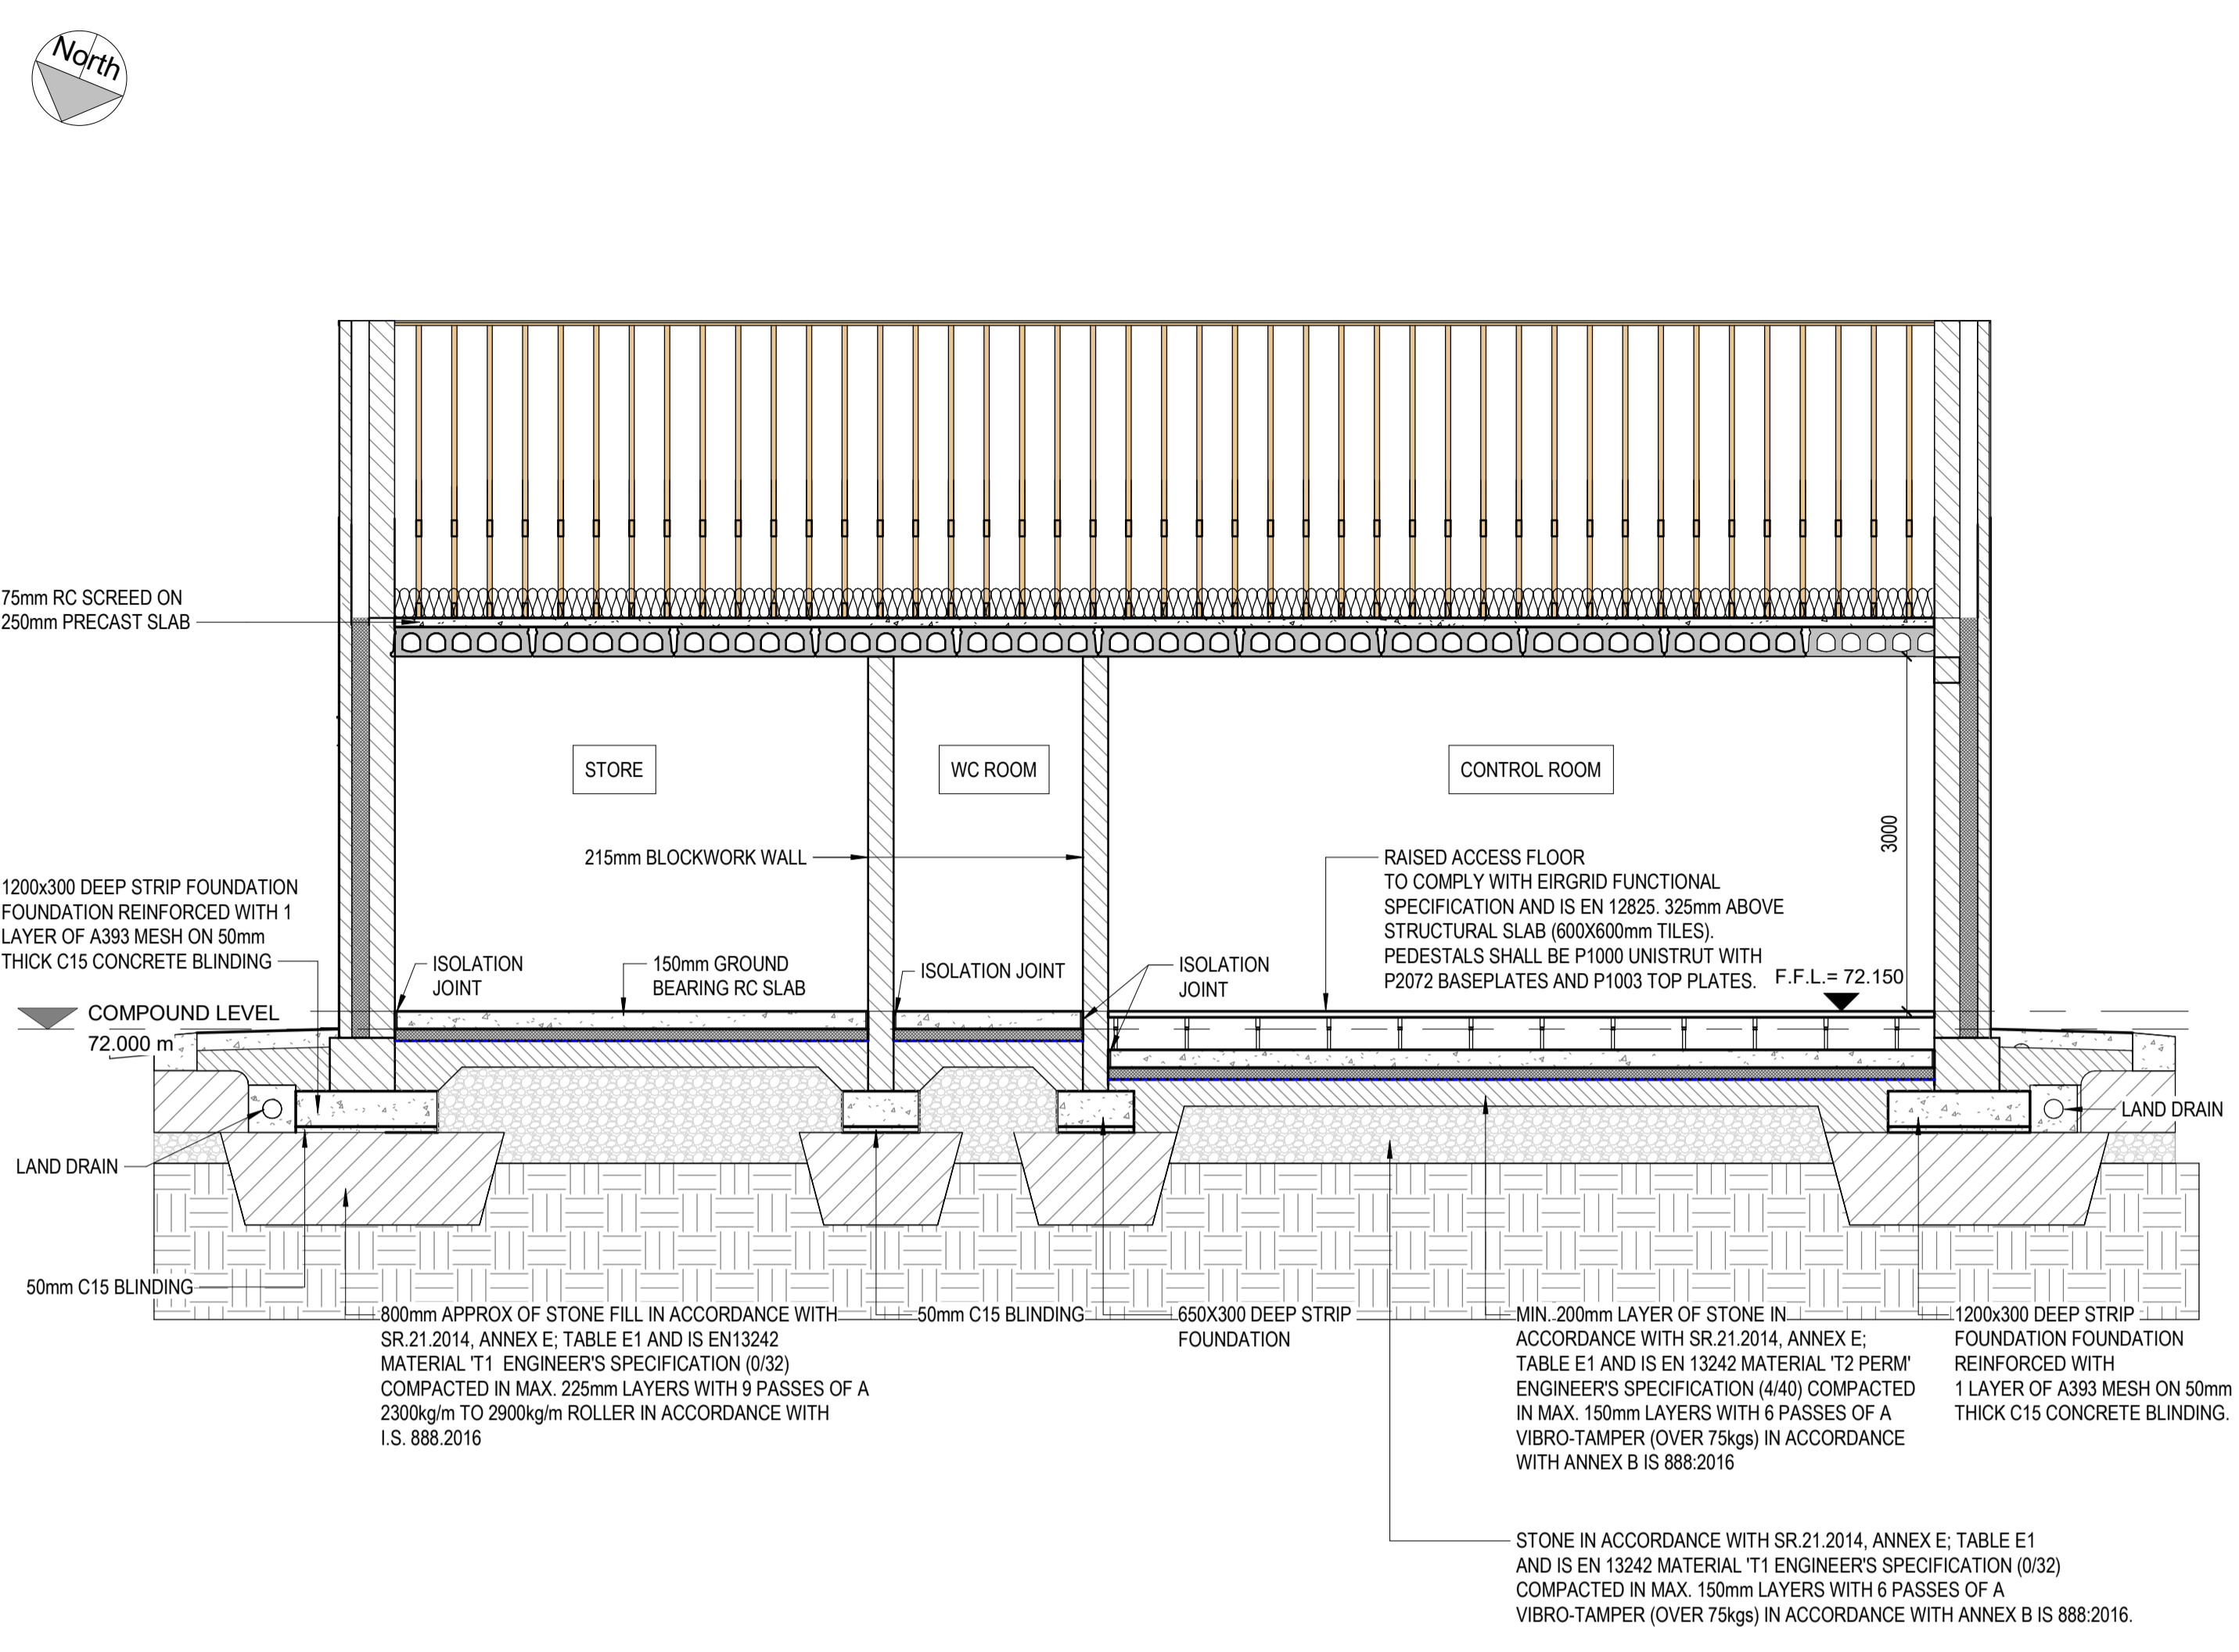 North
75mm RC SCREED ON
250mm PRECAST SLAB
STORE
WC ROOM
CONTROL ROOM
3000
215mm BLOCKWORK WALL
RAISED ACCESS FLOOR
TO COMPLY WITH EIRGRID FUNCTIONAL
SPECIFICATION AND IS EN 12825. 325mm ABOVE
STRUCTURAL SLAB (600X600mm TILES).
PEDESTALS SHALL BE P1000 UNISTRUT WITH
P2072 BASEPLATES AND P1003 TOP PLATES.
F.F.L.= 72.150
1200x300 DEEP STRIP FOUNDATION
FOUNDATION REINFORCED WITH 1
LAYER OF A393 MESH ON 50mm
THICK C15 CONCRETE BLINDING
ISOLATION
JOINT
150mm GROUND
BEARING RC SLAB
ISOLATION JOINT
ISOLATION
JOINT
COMPOUND LEVEL
72.000 m
LAND DRAIN
LAND DRAIN
50mm C15 BLINDING
800mm APPROX OF STONE FILL IN ACCORDANCE WITH
SR.21.2014, ANNEX E; TABLE E1 AND IS EN13242
MATERIAL 'T1 ENGINEER'S SPECIFICATION (0/32)
COMPACTED IN MAX. 225mm LAYERS WITH 9 PASSES OF A
2300kg/m TO 2900kg/m ROLLER IN ACCORDANCE WITH
I.S. 888.2016
50mm C15 BLINDING
650X300 DEEP STRIP
FOUNDATION
MIN. 200mm LAYER OF STONE IN
ACCORDANCE WITH SR.21.2014, ANNEX E;
TABLE E1 AND IS EN 13242 MATERIAL 'T2 PERM'
ENGINEER'S SPECIFICATION (4/40) COMPACTED
IN MAX. 150mm LAYERS WITH 6 PASSES OF A
VIBRO-TAMPER (OVER 75kgs) IN ACCORDANCE
WITH ANNEX B IS 888:2016
1200x300 DEEP STRIP
FOUNDATION FOUNDATION
REINFORCED WITH
1 LAYER OF A393 MESH ON 50mm
THICK C15 CONCRETE BLINDING.
STONE IN ACCORDANCE WITH SR.21.2014, ANNEX E; TABLE E1
AND IS EN 13242 MATERIAL 'T1 ENGINEER'S SPECIFICATION (0/32)
COMPACTED IN MAX. 150mm LAYERS WITH 6 PASSES OF A
VIBRO-TAMPER (OVER 75kgs) IN ACCORDANCE WITH ANNEX B IS 888:2016.